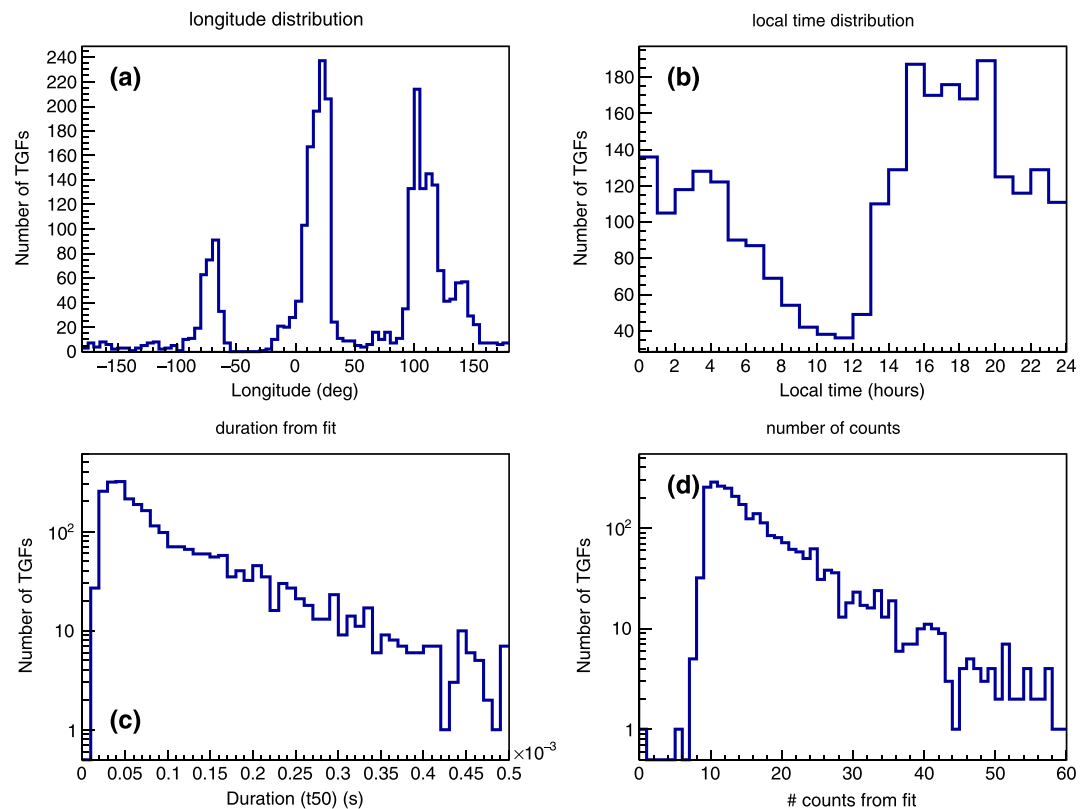 longitude distribution
240
220
200
180
160
140
120
100
80
60
40
20
0
(a)
Number of TGFs
−150 −100 −50 0 50 100 150
Longitude (deg)
local time distribution
180
160
140
120
100
80
60
40
(b)
Number of TGFs
0 2 4 6 8 10 12 14 16 18 20 22 24
Local time (hours)
duration from fit
10²
10
1
(c)
Number of TGFs
0 0.05 0.1 0.15 0.2 0.25 0.3 0.35 0.4 0.45 0.5
×10⁻³
Duration (t50) (s)
number of counts
(d)
10²
10
1
Number of TGFs
0 10 20 30 40 50 60
# counts from fit